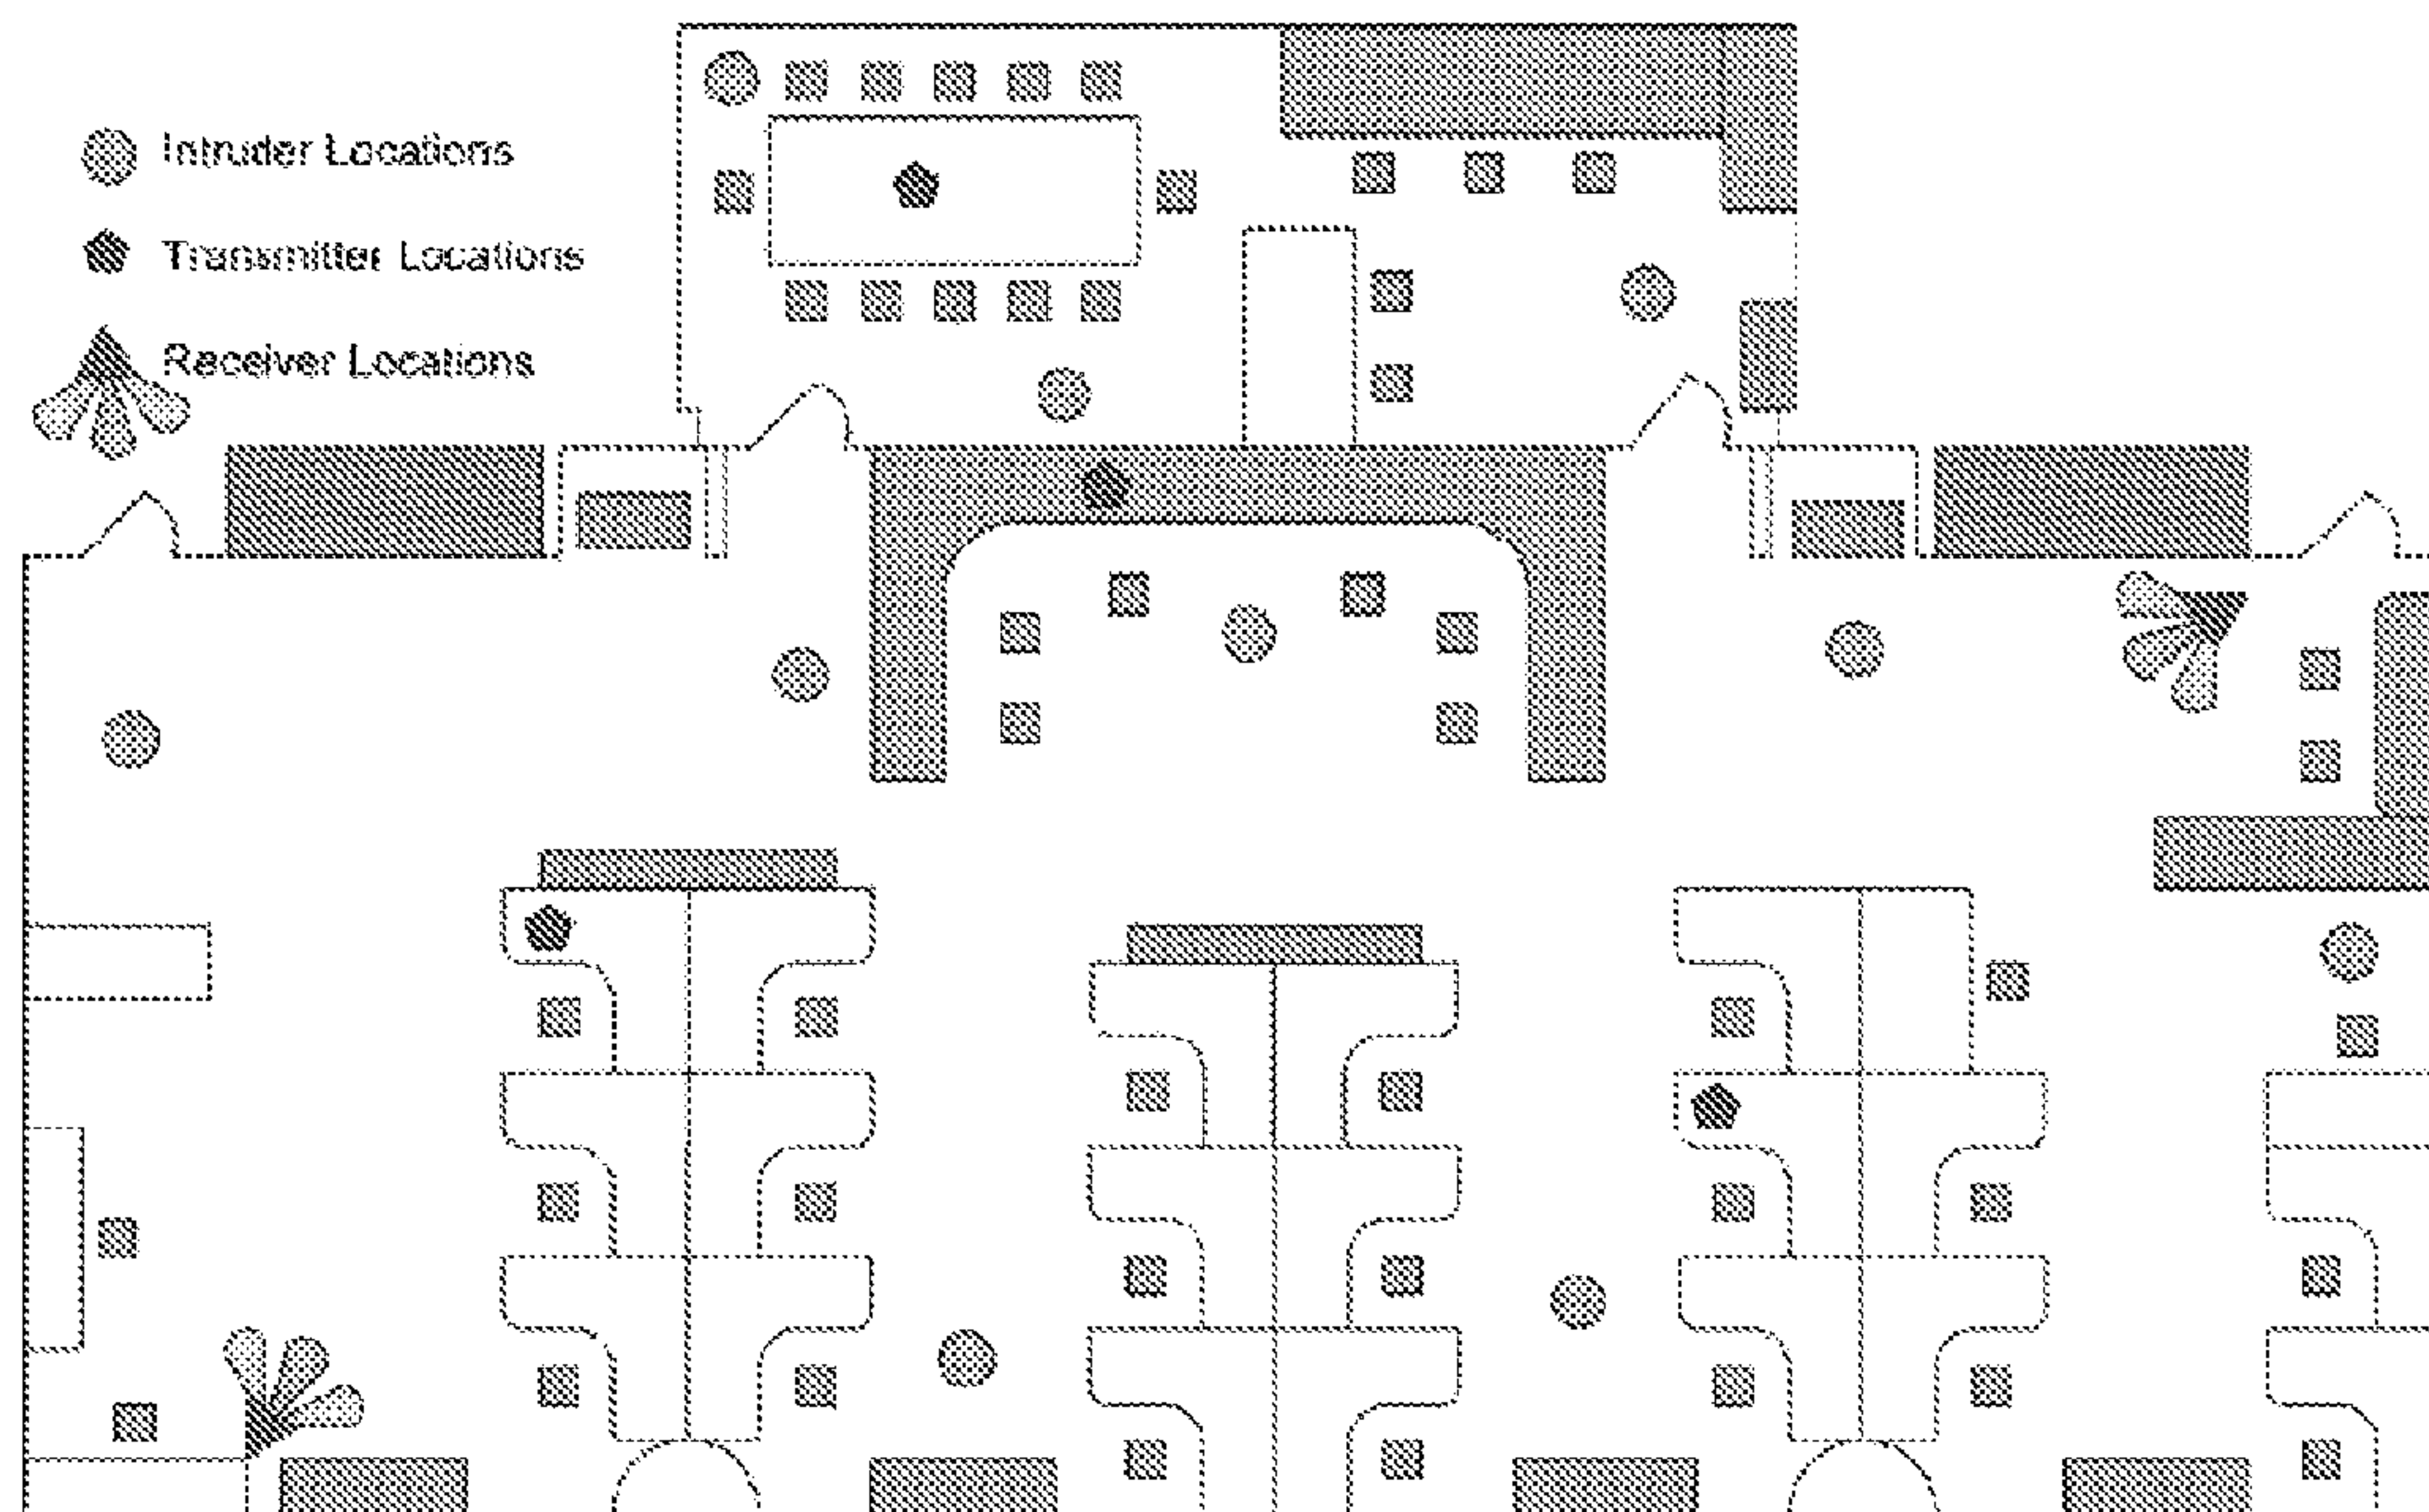 Intruder Locations
Transmitter Locations
Receiver Locations